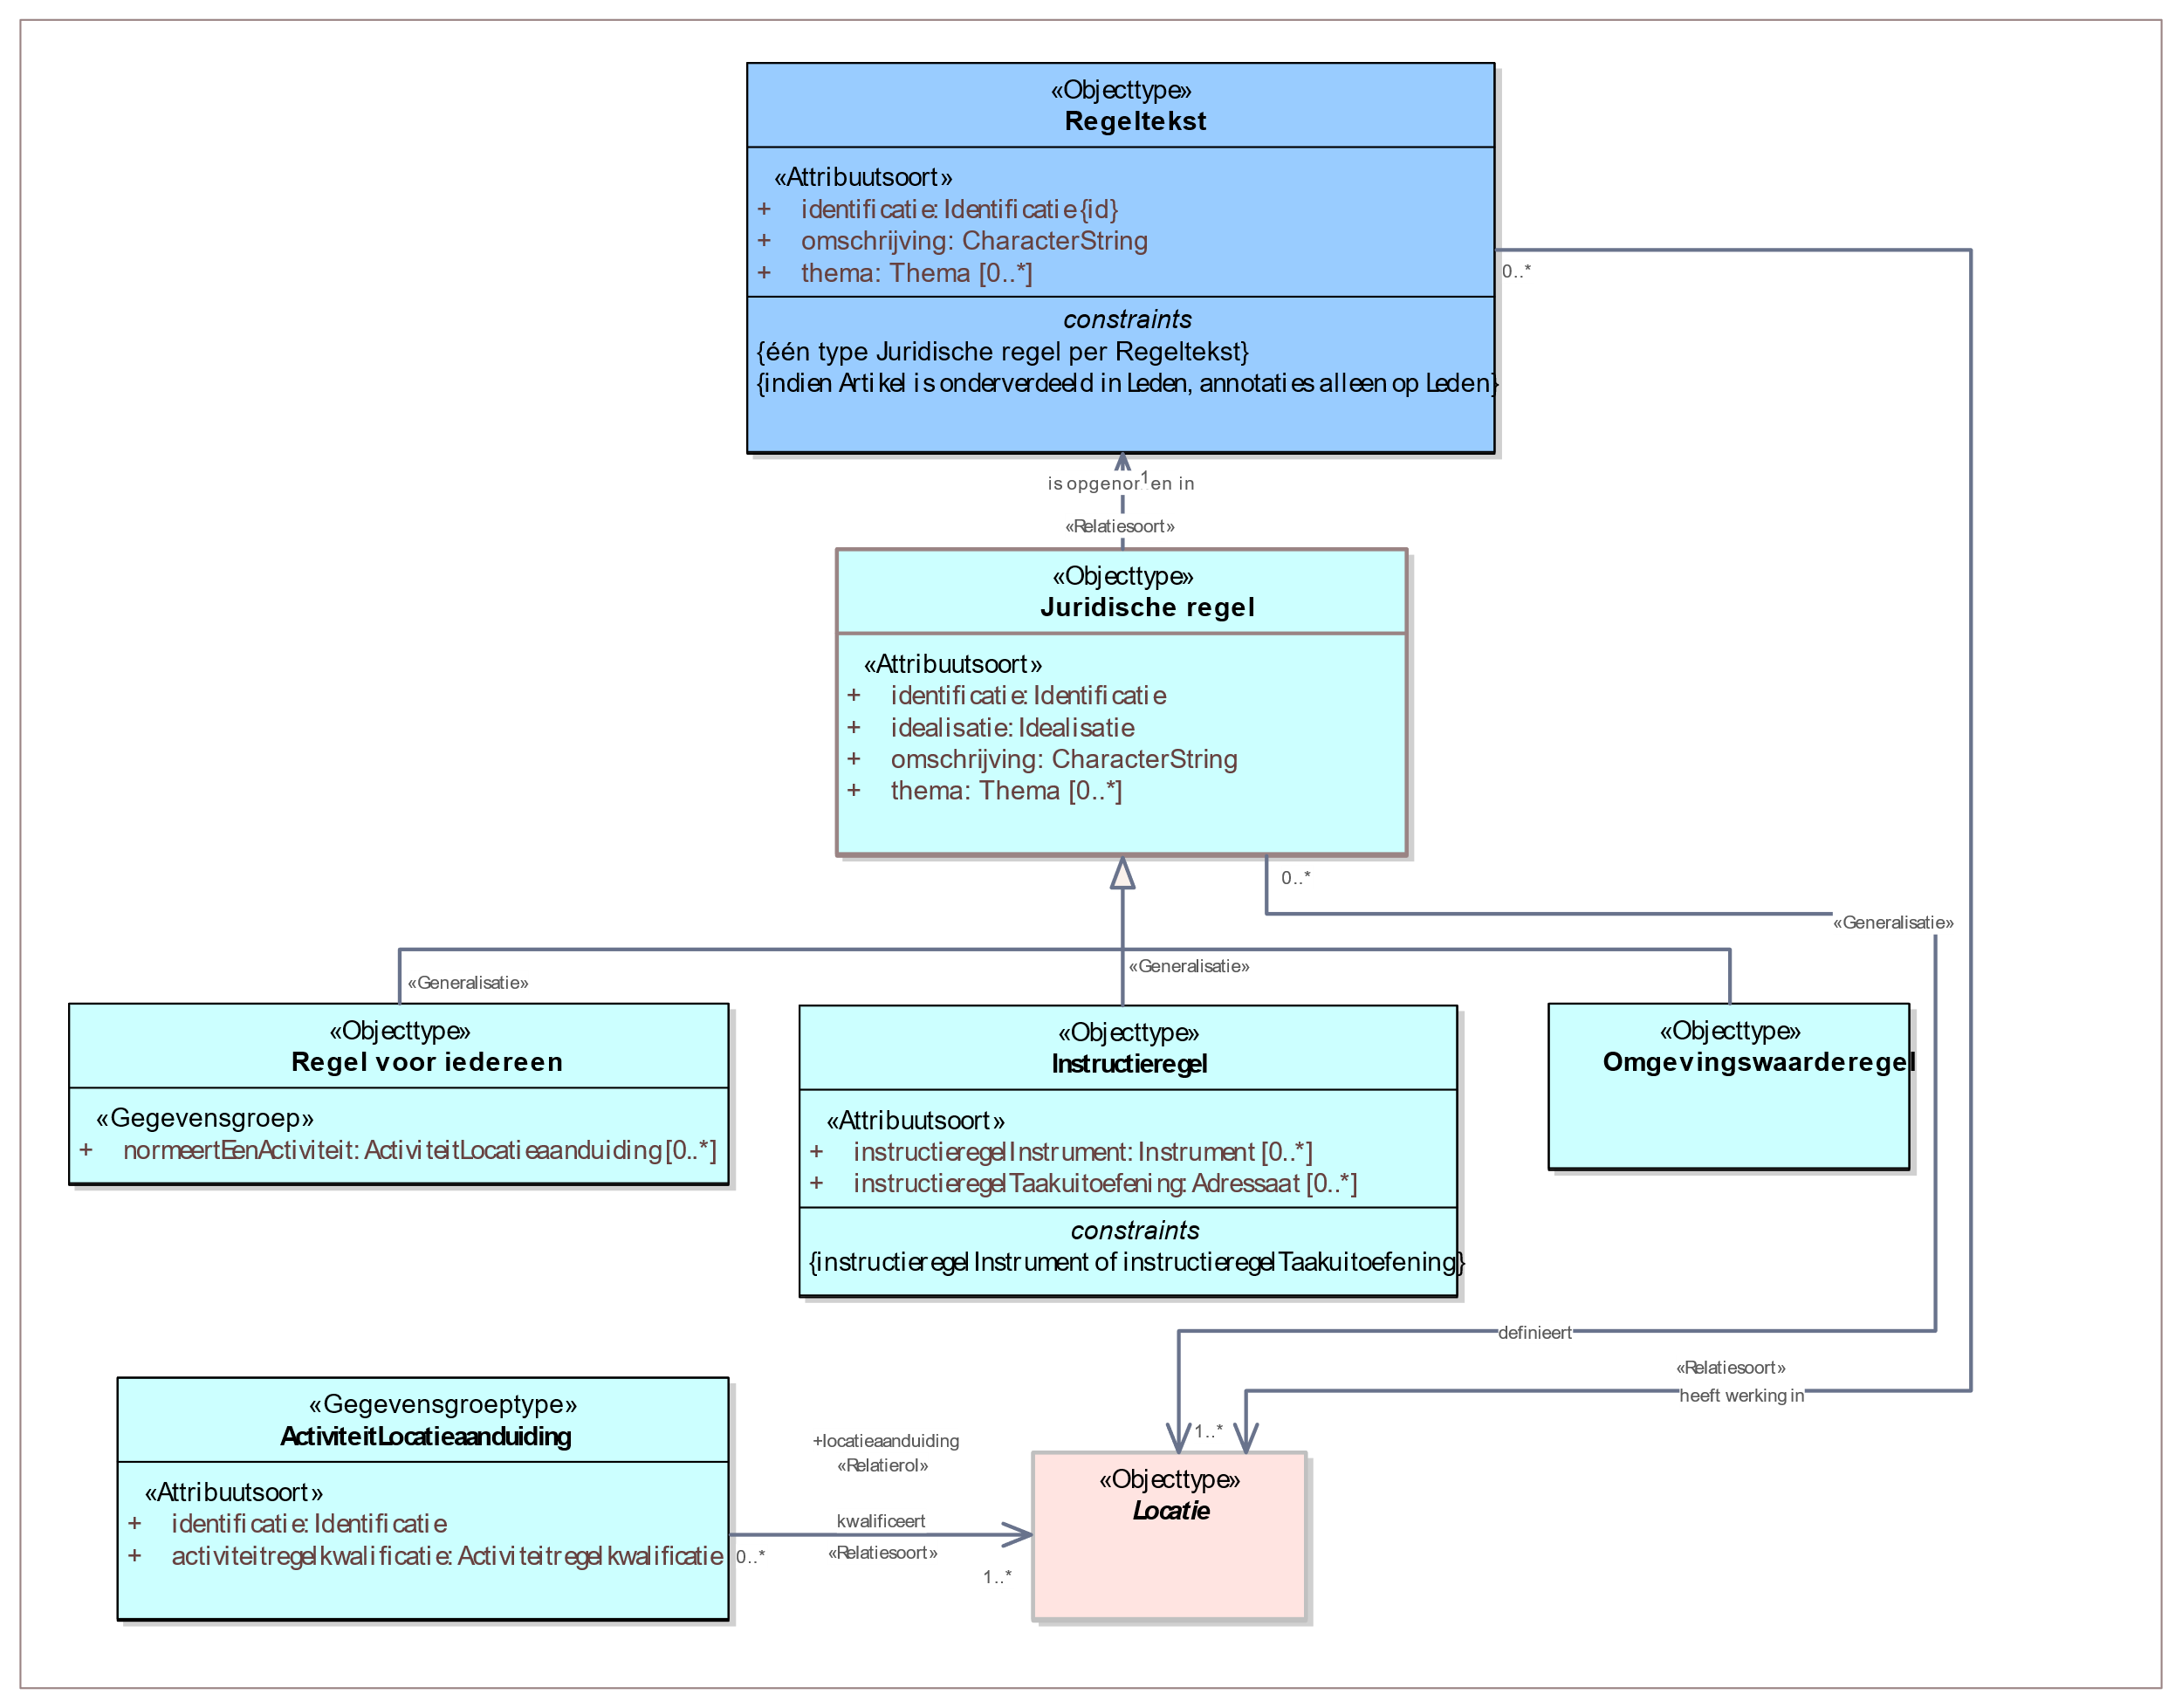 «Objecttype»
Regeltekst
«Attribuutsoort»
+ identificatie: Identificatie {id}
+ omschrijving: CharacterString
+ thema: Thema [0..*]
constraints
{één type Juridische regel per Regeltekst}
{indien Artikel is onderverdeeld in Leden, annotaties alleen op Leden}
0..*
1
is opgenor en in
«Relatiesoort»
«Objecttype»
Juridische regel
«Attribuutsoort»
+ identificatie: Identificatie
+ idealisatie: Idealisatie
+ omschrijving: CharacterString
+ thema: Thema [0..*]
0..*
«Generalisatie»
«Generalisatie»
«Generalisatie»
«Objecttype»
Regel voor iedereen
«Gegevensgroep»
+ normeertEenActiviteit: ActiviteitLocatieaanduiding [0..*]
«Objecttype»
Instructieregel
«Attribuutsoort»
+ instructieregelInstrument: Instrument [0..*]
+ instructieregelTaakuitoefening: Adressaat [0..*]
constraints
{instructieregelInstrument of instructieregelTaakuitoefening}
«Objecttype»
Omgevingswaarderegel
definieert
«Relatiesoort»
heeft werking in
1..*
«Gegevensgroeptype»
ActiviteitLocatieaanduiding
«Attribuutsoort»
+ identificatie: Identificatie
+ activiteitregelkwalificatie: Activiteitregelkwalificatie
+locatieaanduiding
«Relatierol»
kwalificeert
«Relatiesoort»
0..*
1..*
«Objecttype»
Locatie